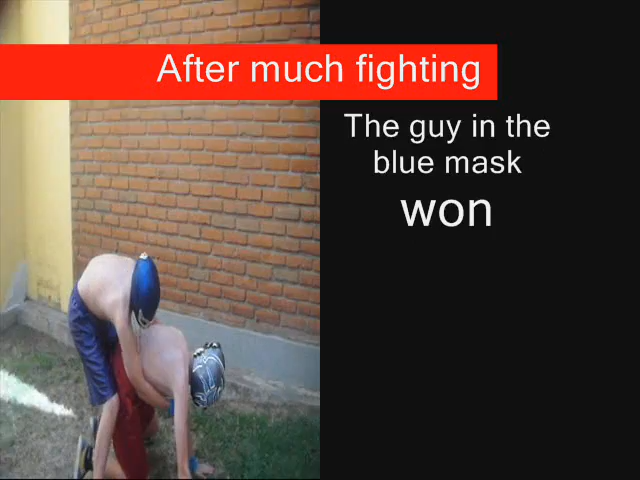 After much fighting
The guy in the
blue mask
won